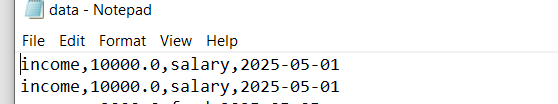 data - Notepad
File Edit Format View Help
income,10000.0,salary,2025-05-01
income,10000.0,salary,2025-05-01